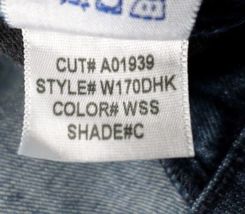 CUT# A01939
STYLE# W170DHK
COLOR# WSS
SHADE#C